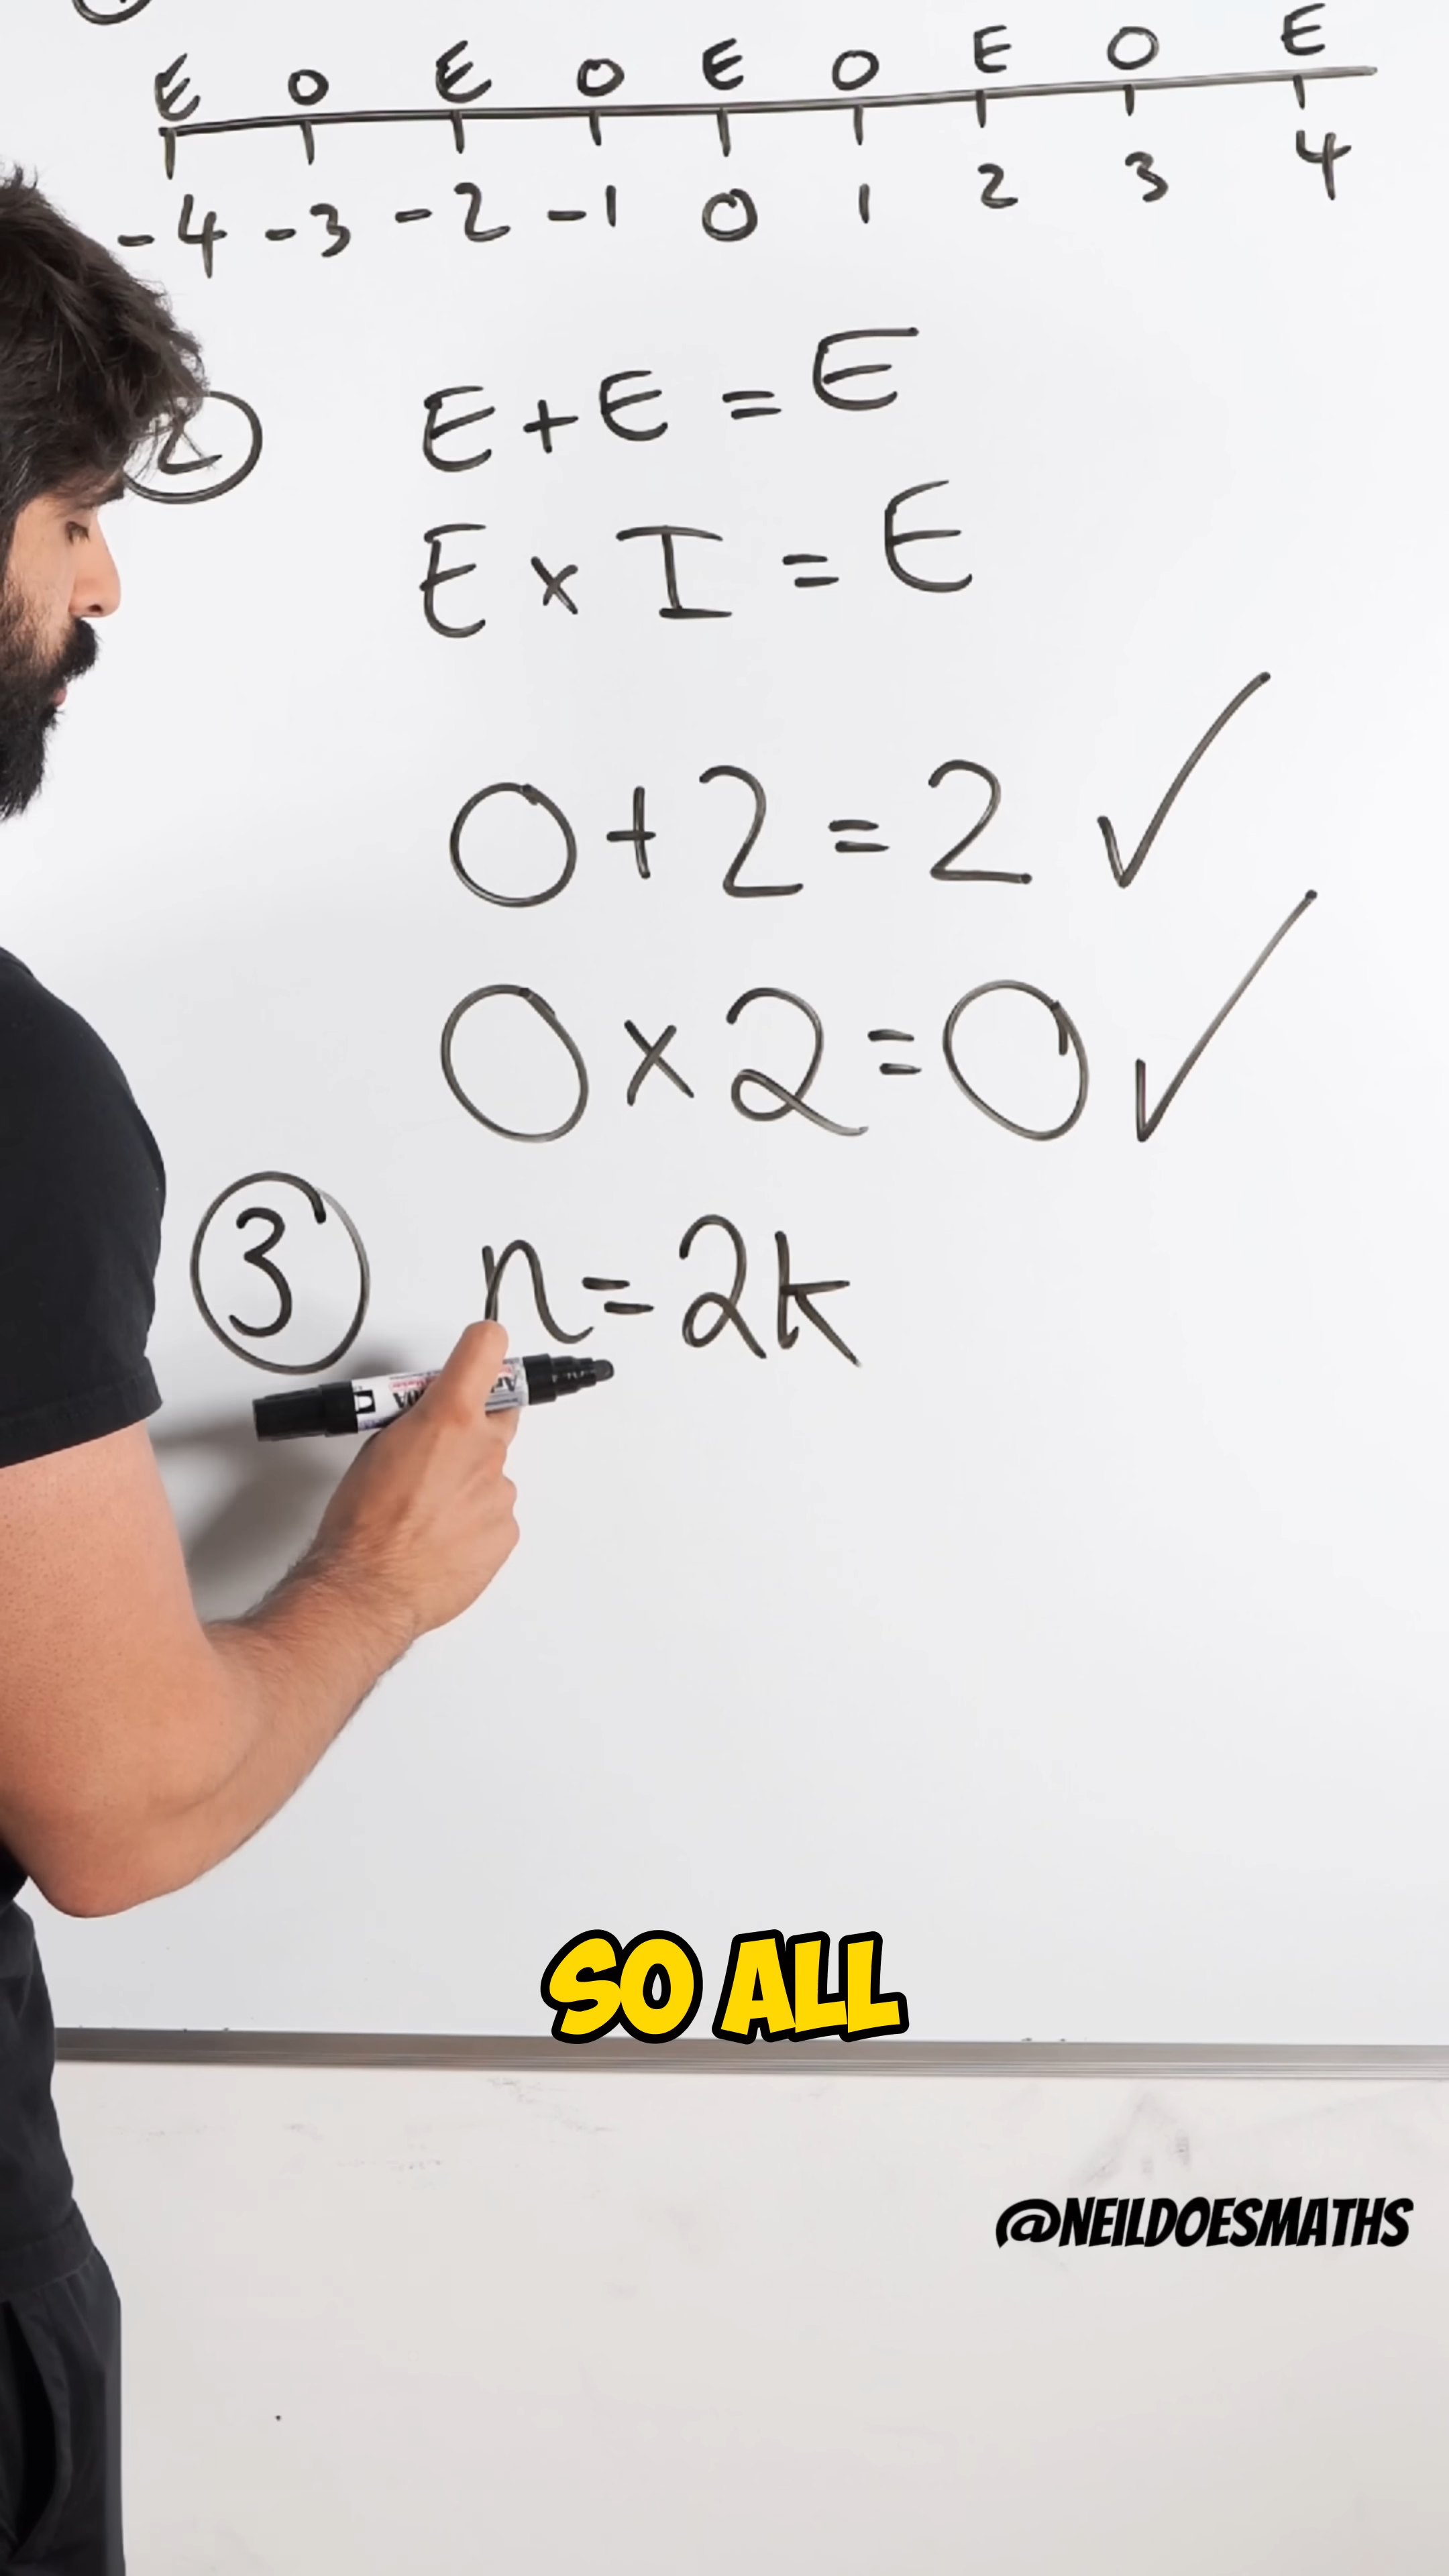 E O E O E O E O E
-4 -3 -2 -1 0 1 2 3 4
2 E + E = E
E x I = E
0 + 2 = 2 ✓
0 x 2 = 0 ✓
3 n = 2k
SO ALL
@NEILDOESMATHS